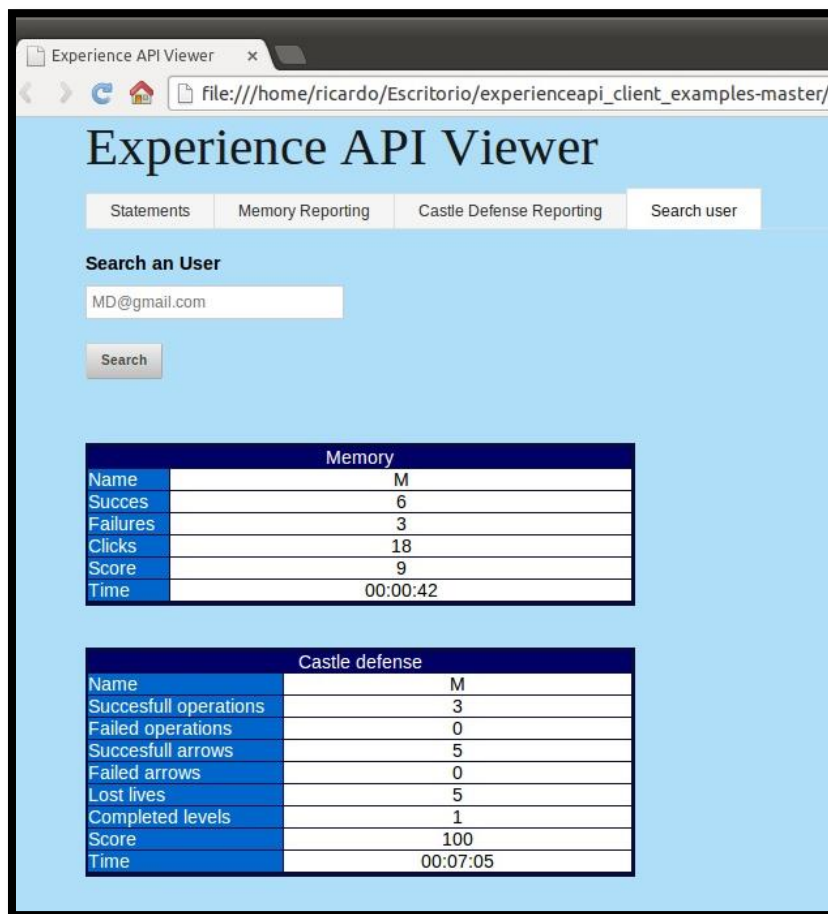 Experience API Viewer ×
file:///home/ricardo/Escritorio/experienceapi_client_examples-master/
Experience API Viewer
Statements Memory Reporting Castle Defense Reporting Search user
Search an User
MD@gmail.com
Search
Memory
Name M
Succes 6
Failures 3
Clicks 18
Score 9
Time 00:00:42
Castle defense
Name M
Succesfull operations 3
Failed operations 0
Succesfull arrows 5
Failed arrows 0
Lost lives 5
Completed levels 1
Score 100
Time 00:07:05